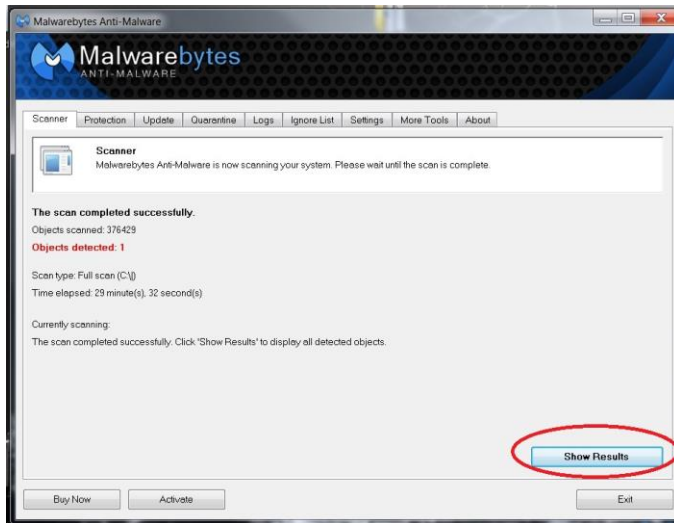 Malwarebytes Anti-Malware
Malwarebytes
ANTI-MALWARE
Scanner Protection Update Quarantine Logs Ignore List Settings More Tools About
Scanner
Malwarebytes Anti-Malware is now scanning your system. Please wait until the scan is complete.
The scan completed successfully.
Objects scanned: 376429
Objects detected: 1
Scan type: Full scan (C:\|)
Time elapsed: 29 minute(s), 32 second(s)
Currently scanning:
The scan completed successfully. Click 'Show Results' to display all detected objects.
Show Results
Buy Now Activate Exit